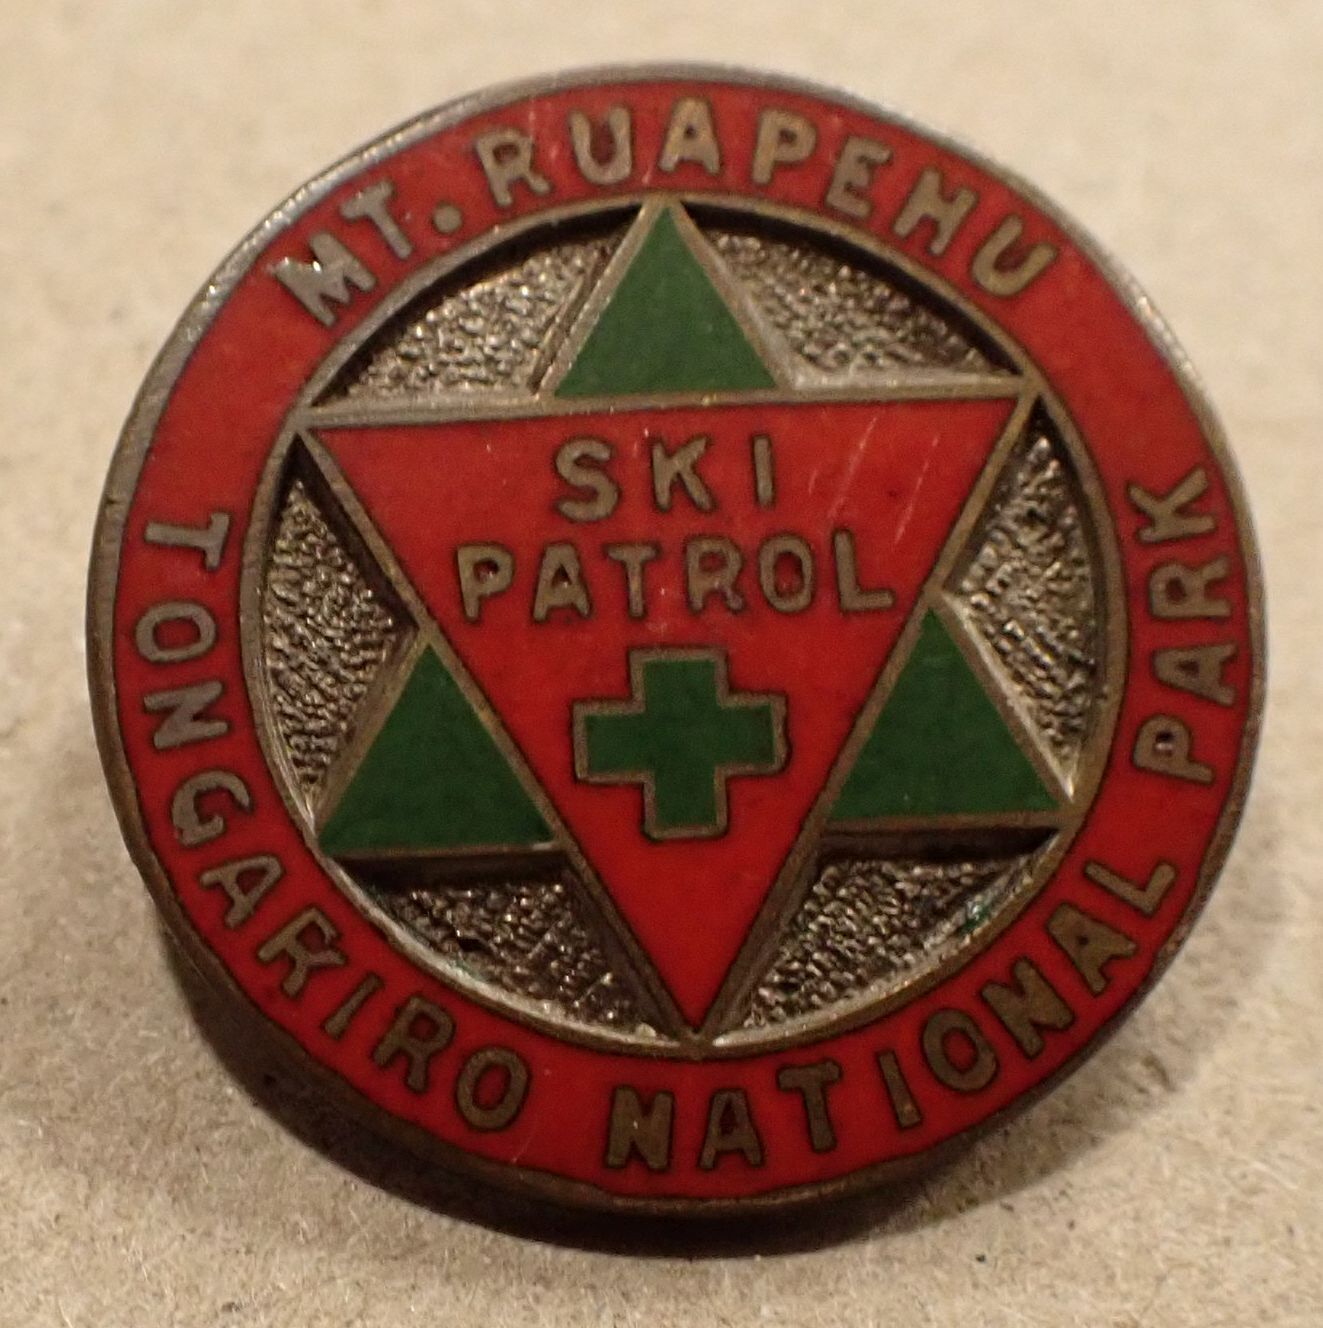 MT. RUAPEHU
SKI
PATROL
TONGARIRO NATIONAL PARK